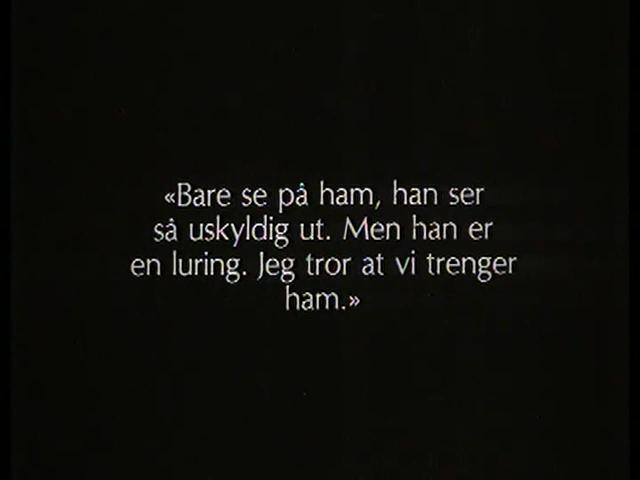 «Bare se på ham, han ser
så uskyldig ut. Men han er
en luring. Jeg tror at vi trenger
ham.»